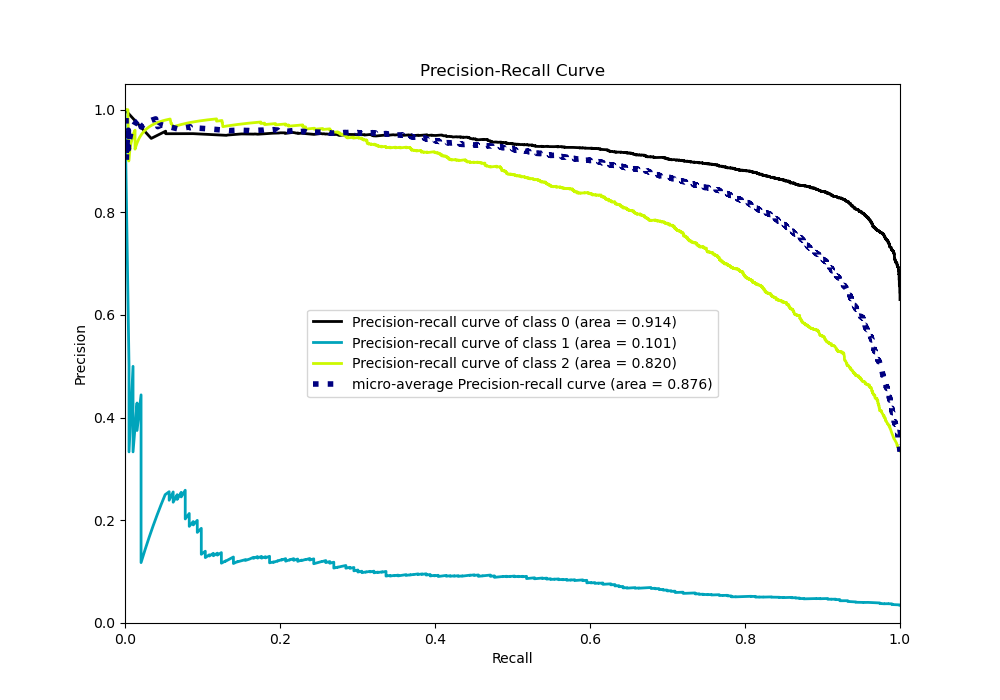 Precision-Recall Curve
1.0
0.8
0.6
0.4
0.2
0.0
Precision
Precision-recall curve of class 0 (area = 0.914)
Precision-recall curve of class 1 (area = 0.101)
Precision-recall curve of class 2 (area = 0.820)
micro-average Precision-recall curve (area = 0.876)
0.0 0.2 0.4 0.6 0.8 1.0
Recall